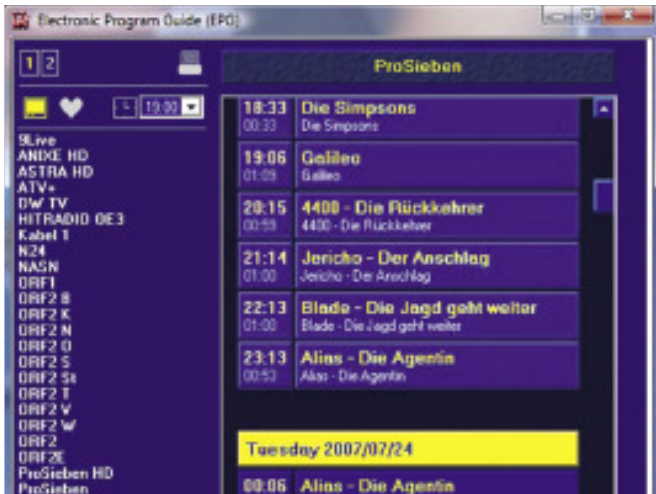 Electronic Program Guide (EPG)
1 2
ProSieben
19:00
9Live
ANIXE HD
ASTRA HD
ATV+
DW TV
HITRADIO OE3
Kabel 1
N24
NASN
ORF1
ORF2 B
ORF2 K
ORF2 N
ORF2 O
ORF2 S
ORF2 St
ORF2 T
ORF2 V
ORF2 W
ORF2
ORF2E
ProSieben HD
ProSieben
18:33 Die Simpsons
00:33 Die Simpsons
19:06 Galileo
01:09 Galileo
20:15 4400 - Die Rückkehrer
00:59 4400 - Die Rückkehrer
21:14 Jericho - Der Anschlag
01:00 Jericho - Der Anschlag
22:13 Blade - Die Jagd geht weiter
01:00 Blade - Die Jagd geht weiter
23:13 Alias - Die Agentin
00:53 Alias - Die Agentin
Tuesday 2007/07/24
00:06 Alias - Die Agentin